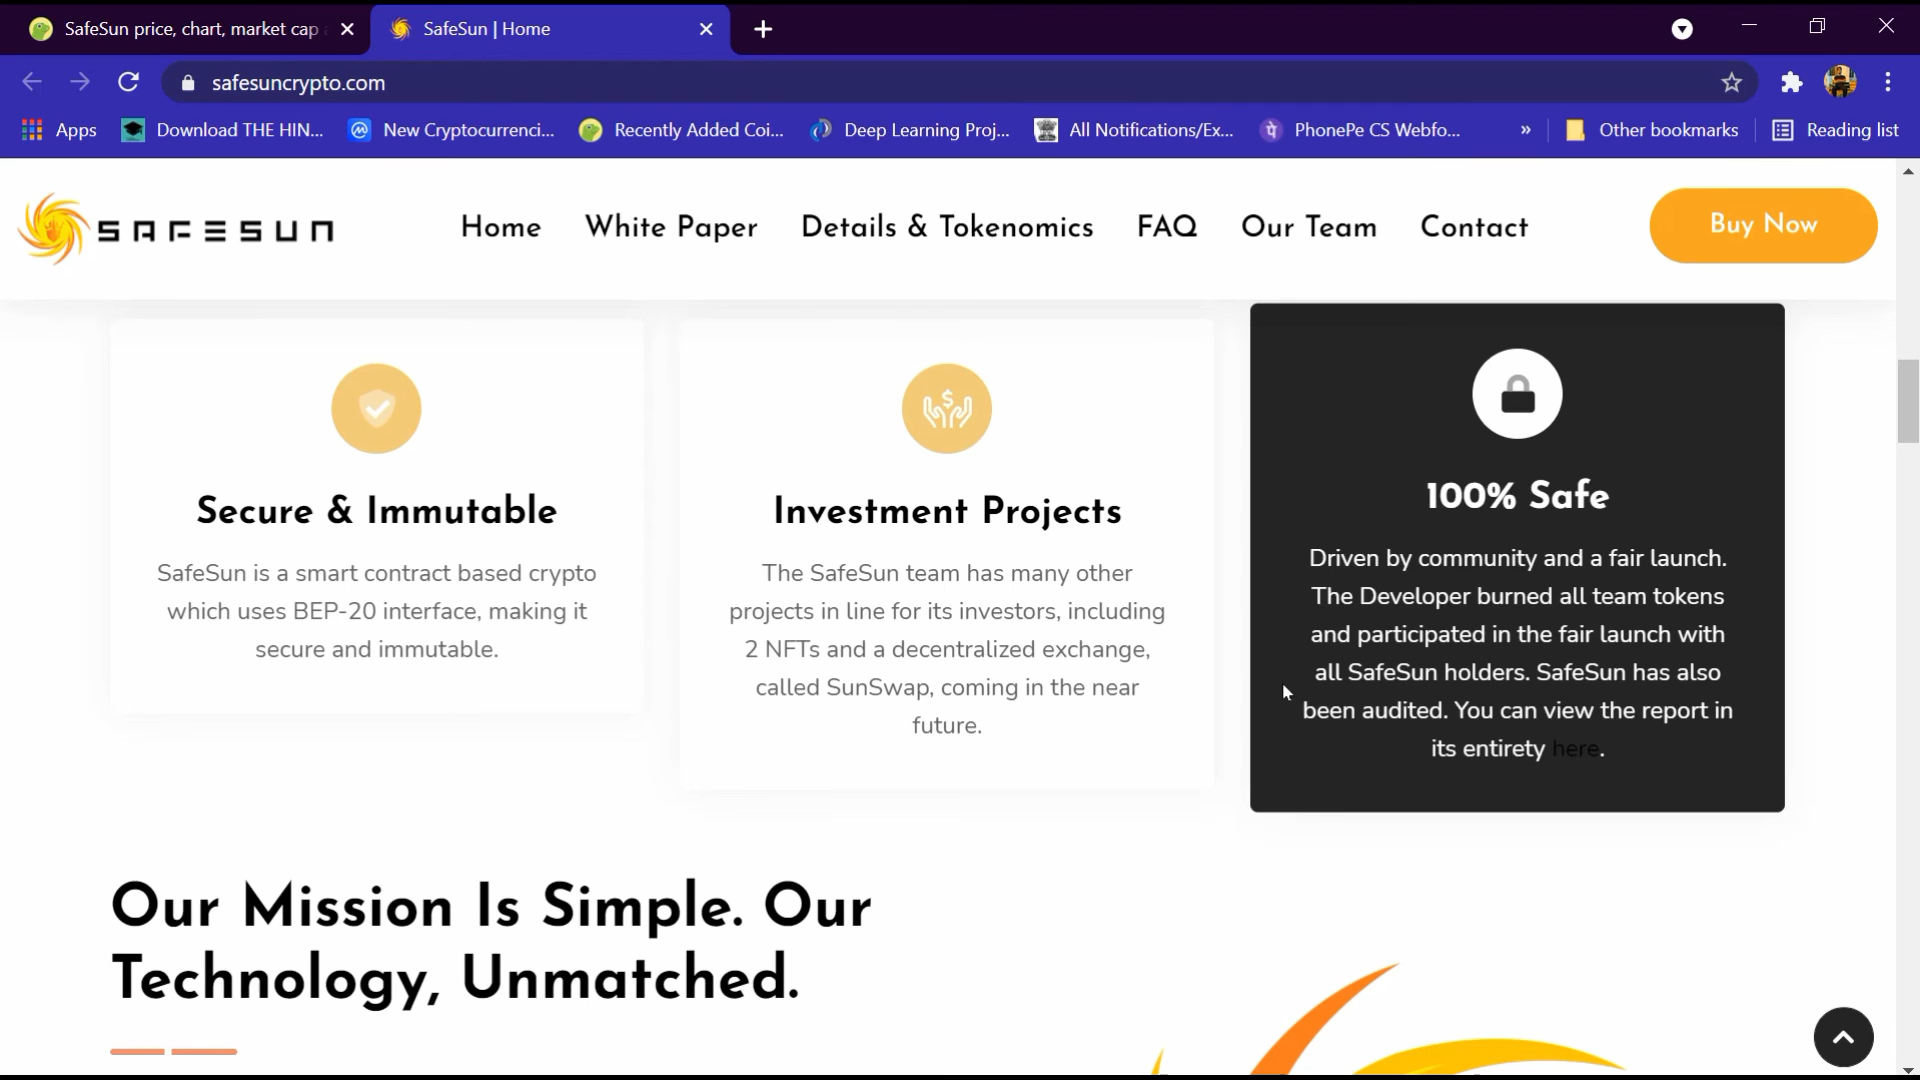 SafeSun price, chart, market cap
SafeSun | Home
safesuncrypto.com
Apps
Download THE HIN...
New Cryptocurrenci...
Recently Added Coi...
Deep Learning Proj...
All Notifications/Ex...
PhonePe CS Webfo...
»
Other bookmarks
Reading list
SAFESUN
Home
White Paper
Details & Tokenomics
FAQ
Our Team
Contact
Buy Now
Secure & Immutable
SafeSun is a smart contract based crypto
which uses BEP-20 interface, making it
secure and immutable.
Investment Projects
The SafeSun team has many other
projects in line for its investors, including
2 NFTs and a decentralized exchange,
called SunSwap, coming in the near
future.
100% Safe
Driven by community and a fair launch.
The Developer burned all team tokens
and participated in the fair launch with
all SafeSun holders. SafeSun has also
been audited. You can view the report in
its entirety here.
Our Mission Is Simple. Our
Technology, Unmatched.